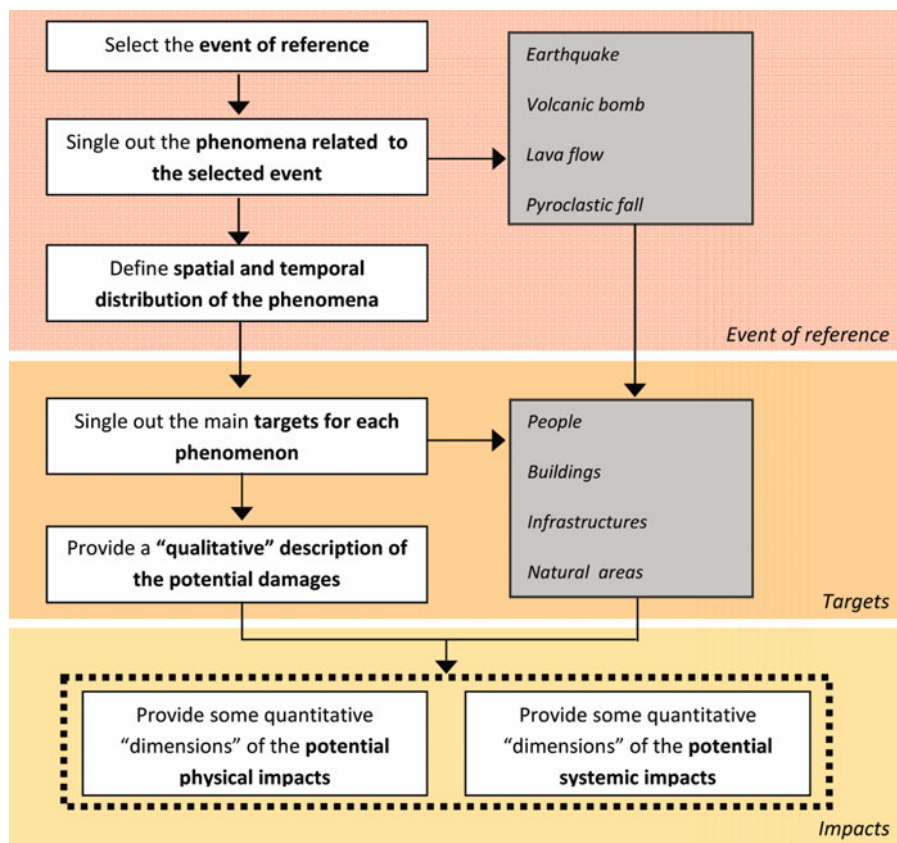 Select the event of reference
Single out the phenomena related to
the selected event
Define spatial and temporal
distribution of the phenomena
Earthquake
Volcanic bomb
Lava flow
Pyroclastic fall
Event of reference
Single out the main targets for each
phenomenon
Provide a “qualitative” description of
the potential damages
People
Buildings
Infrastructures
Natural areas
Targets
Provide some quantitative
“dimensions” of the potential
physical impacts
Provide some quantitative
“dimensions” of the potential
systemic impacts
Impacts